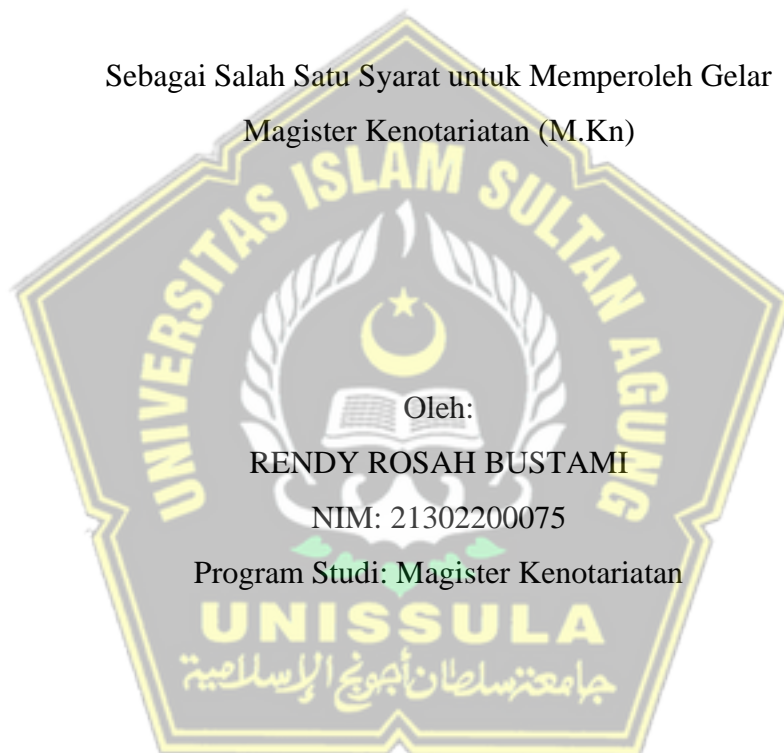 Sebagai Salah Satu Syarat untuk Memperoleh Gelar
Magister Kenotariatan (M.Kn)
UNIVERSITAS ISLAM SULTAN AGUNG
Oleh:
RENDY ROSAH BUSTAMI
NIM: 21302200075
Program Studi: Magister Kenotariatan
UNISSULA
جامعة سلطان أجونج الإسلامية